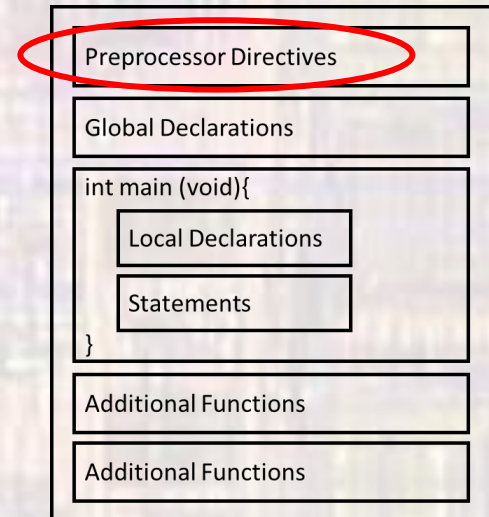 Preprocessor Directives
Global Declarations
int main (void){
Local Declarations
Statements
}
Additional Functions
Additional Functions